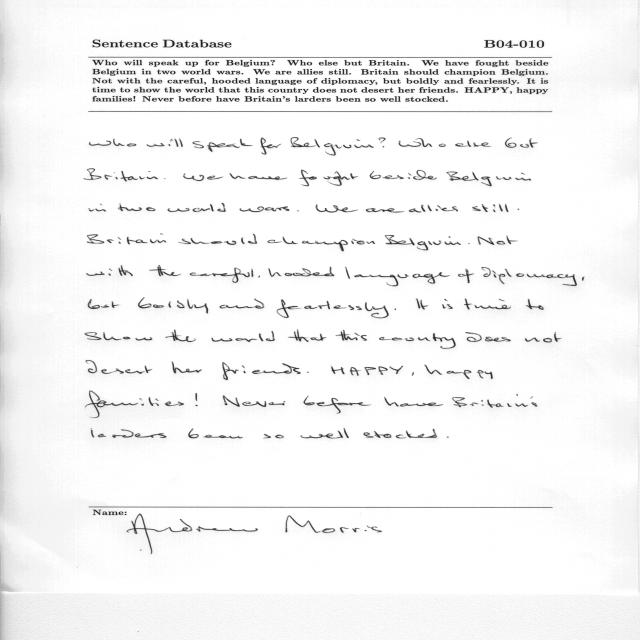 Sentence Database B04-010
Who will speak up for Belgium? Who else but Britain. We have fought beside
Belgium in two world wars. We are allies still. Britain should champion Belgium.
Not with the careful, hooded language of diplomacy, but boldly and fearlessly. It is
time to show the world that this country does not desert her friends. HAPPY, happy
families! Never before have Britain's larders been so well stocked.
Who will speak for Belgium? Who else but
Britain. We have fought beside Belgium
in two world wars. We are allies still.
Britain should champion Belgium. Not
with the careful, hooded language of diplomacy,
but boldly and fearlessly. It is time to
show the world that this country does not
desert her friends. HAPPY, happy
families! Never before have Britain's
larders been so well stocked.
Name:
Andrew Morris